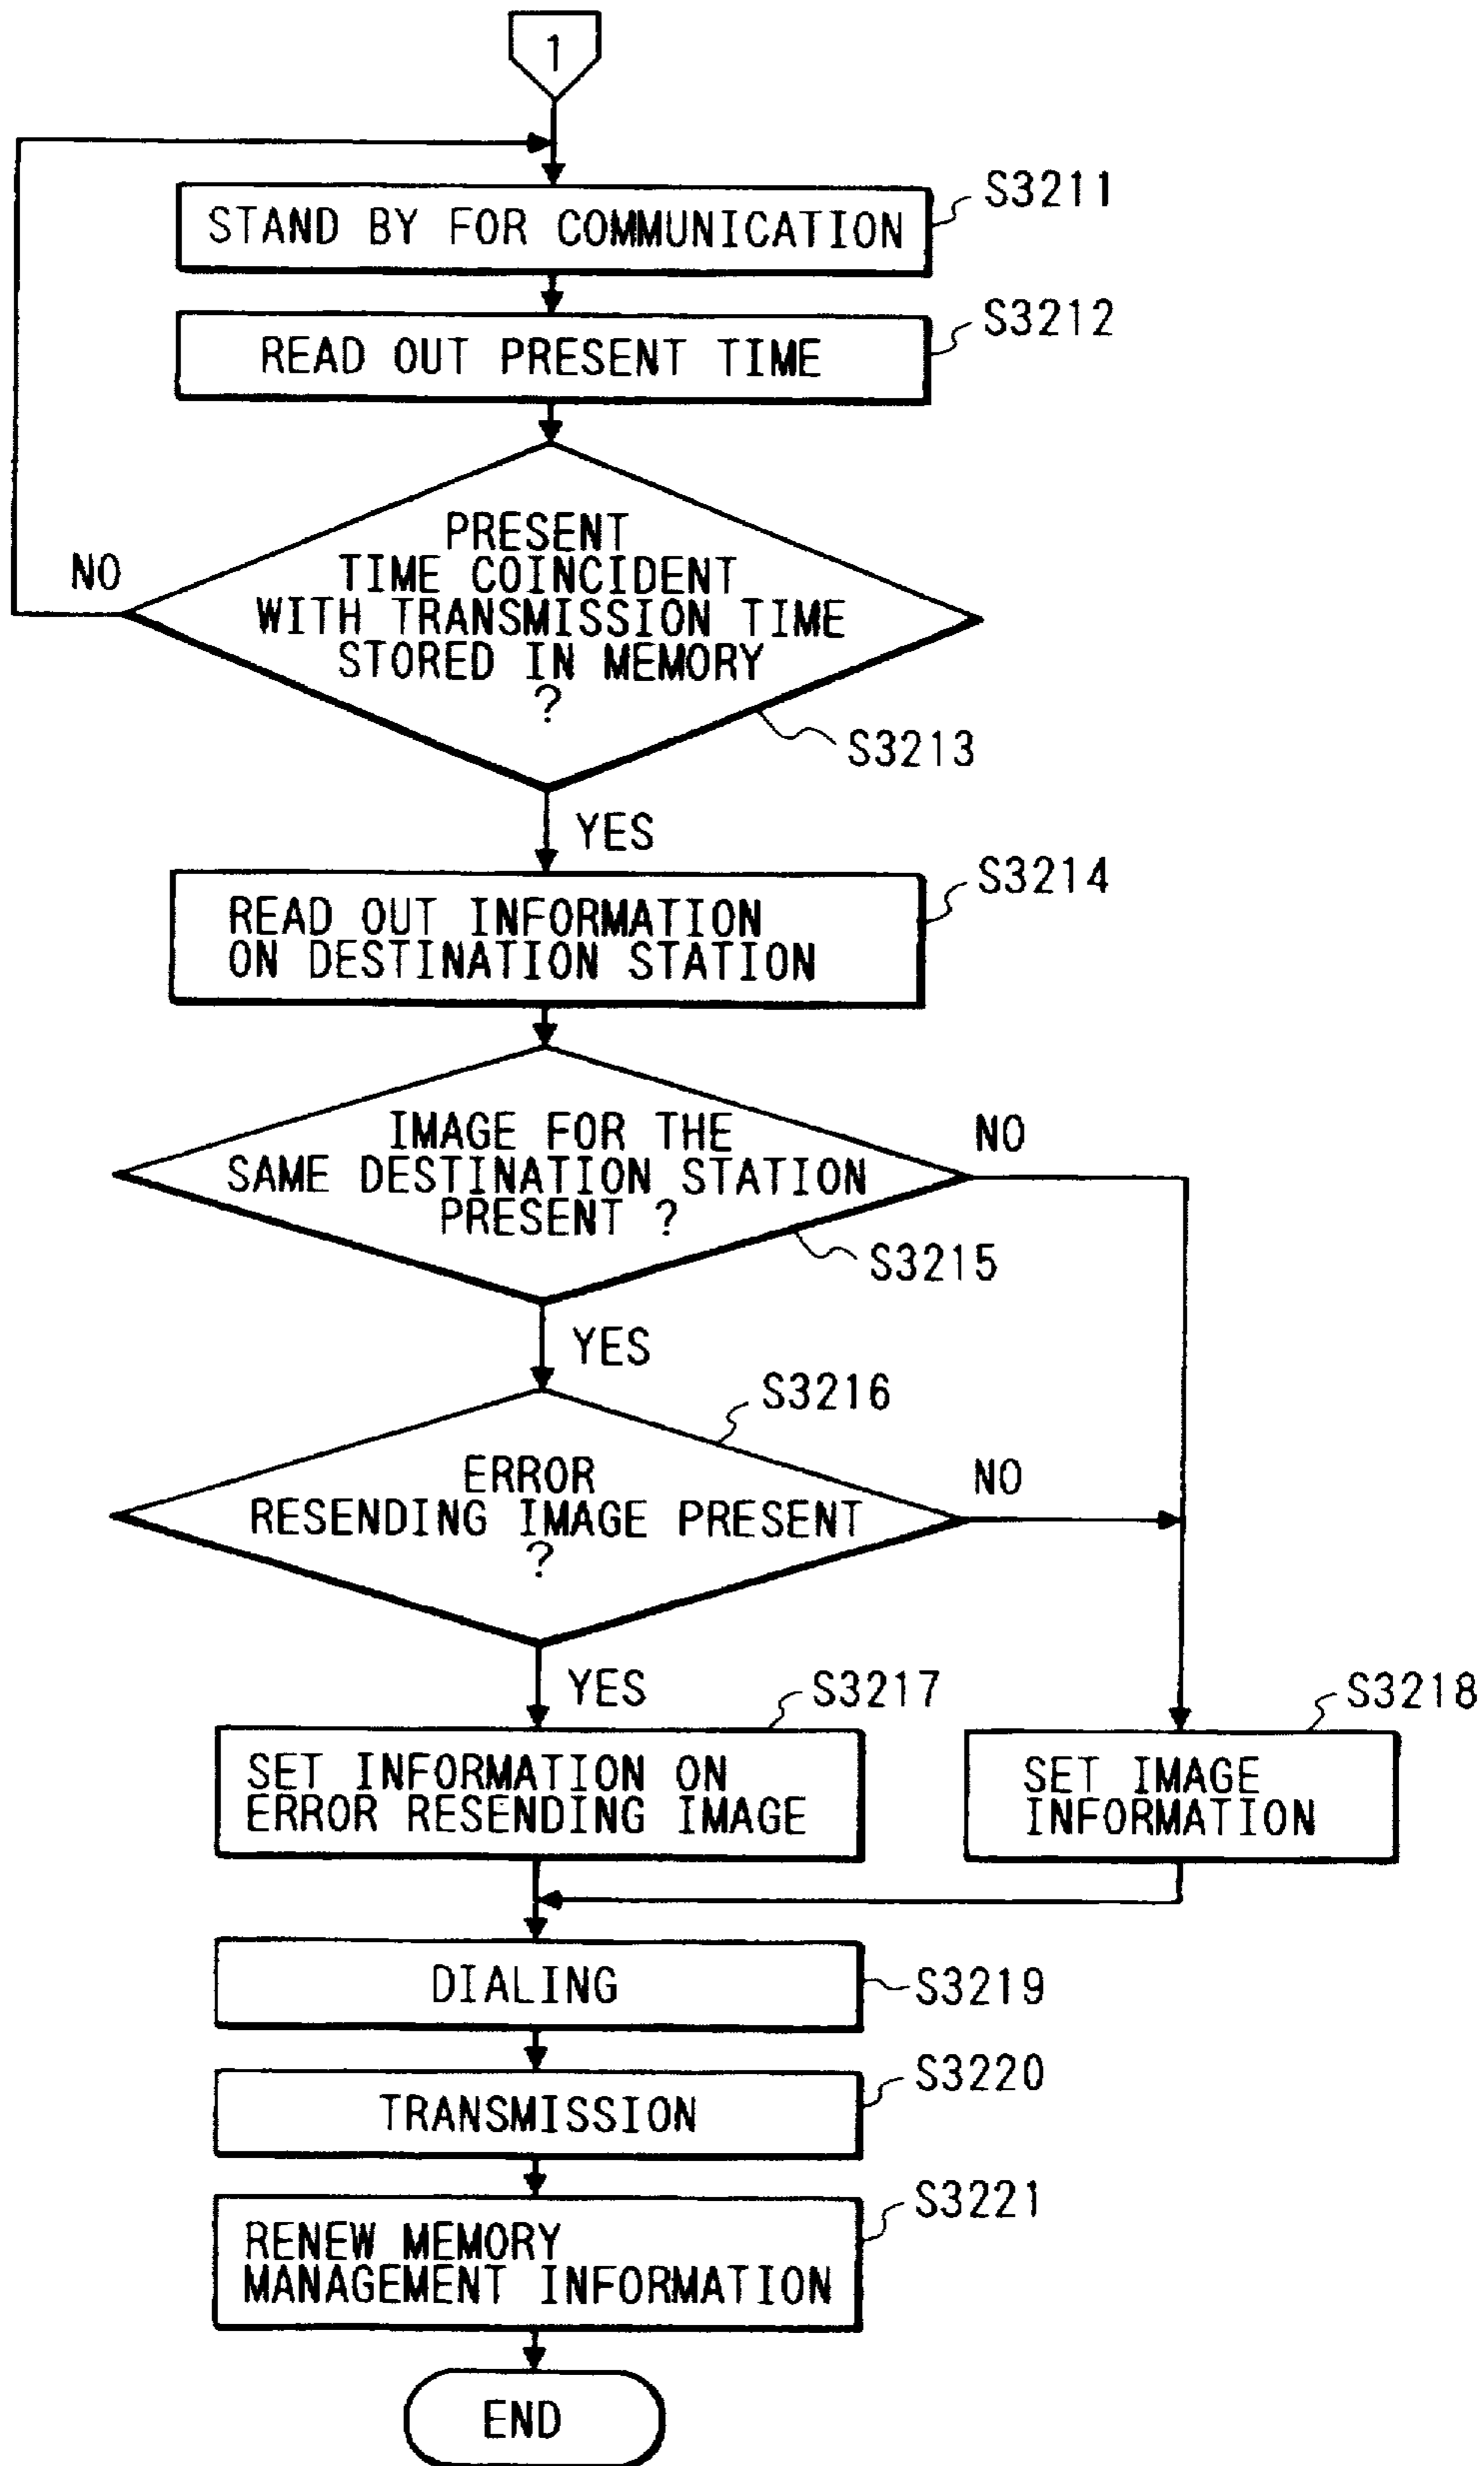 1
STAND BY FOR COMMUNICATION
S3211
READ OUT PRESENT TIME
S3212
PRESENT
TIME COINCIDENT
WITH TRANSMISSION TIME
STORED IN MEMORY
?
NO
S3213
YES
READ OUT INFORMATION
ON DESTINATION STATION
S3214
IMAGE FOR THE
SAME DESTINATION STATION
PRESENT ?
NO
S3215
YES
S3216
ERROR
RESENDING IMAGE PRESENT
?
NO
YES
S3217
SET INFORMATION ON
ERROR RESENDING IMAGE
S3218
SET IMAGE
INFORMATION
DIALING
S3219
TRANSMISSION
S3220
RENEW MEMORY
MANAGEMENT INFORMATION
S3221
END